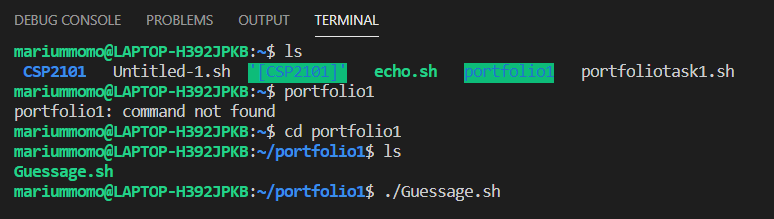 DEBUG CONSOLE PROBLEMS OUTPUT TERMINAL
mariummomo@LAPTOP-H392JPKB:~$ ls
CSP2101 Untitled-1.sh '[CSP2101]' echo.sh portfolio1 portfoliotask1.sh
mariummomo@LAPTOP-H392JPKB:~$ portfolio1
portfolio1: command not found
mariummomo@LAPTOP-H392JPKB:~$ cd portfolio1
mariummomo@LAPTOP-H392JPKB:~/portfolio1$ ls
Guessage.sh
mariummomo@LAPTOP-H392JPKB:~/portfolio1$ ./Guessage.sh